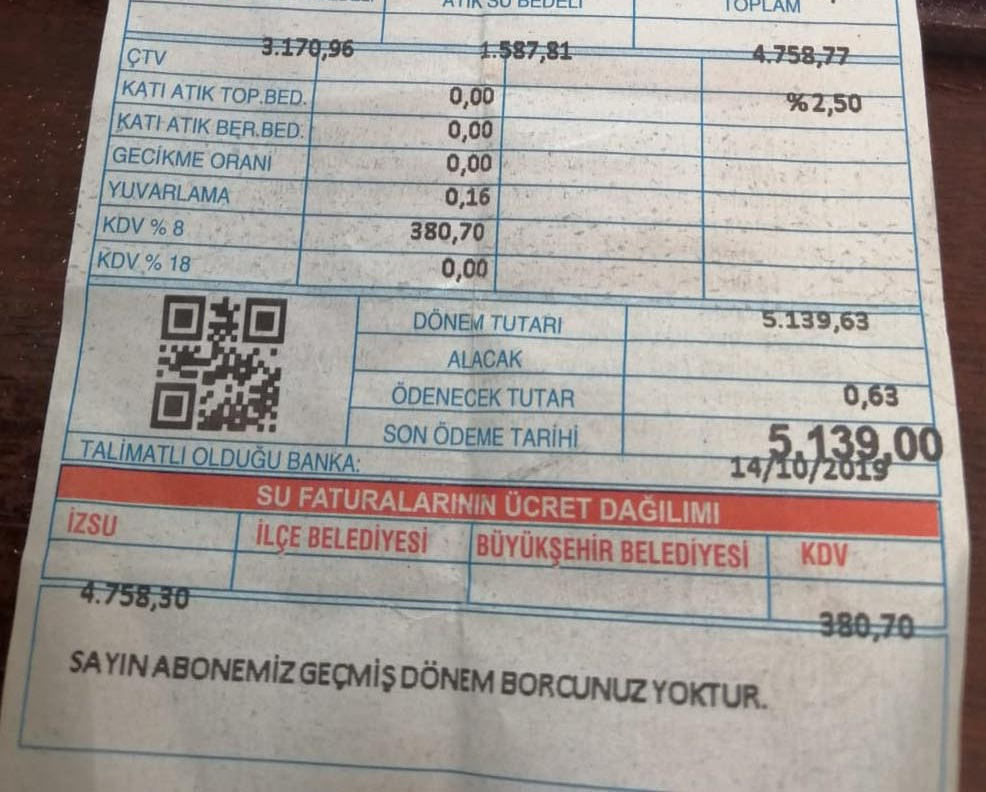 ATIK SU BEDELİ TOPLAM
3.170,96 1.587,81 4.758,77
ÇTV
KATI ATIK TOP.BED. 0,00 %2,50
KATI ATIK BER.BED. 0,00
GECİKME ORANI 0,00
YUVARLAMA 0,16
KDV % 8 380,70
KDV % 18 0,00
DÖNEM TUTARI 5.139,63
ALACAK
ÖDENECEK TUTAR 0,63
SON ÖDEME TARİHİ 5.139,00
TALİMATLI OLDUĞU BANKA: 14/10/2019
SU FATURALARININ ÜCRET DAĞILIMI
İZSU İLÇE BELEDİYESİ BÜYÜKŞEHİR BELEDİYESİ KDV
4.758,30 380,70
SAYIN ABONEMİZ GEÇMİŞ DÖNEM BORCUNUZ YOKTUR.